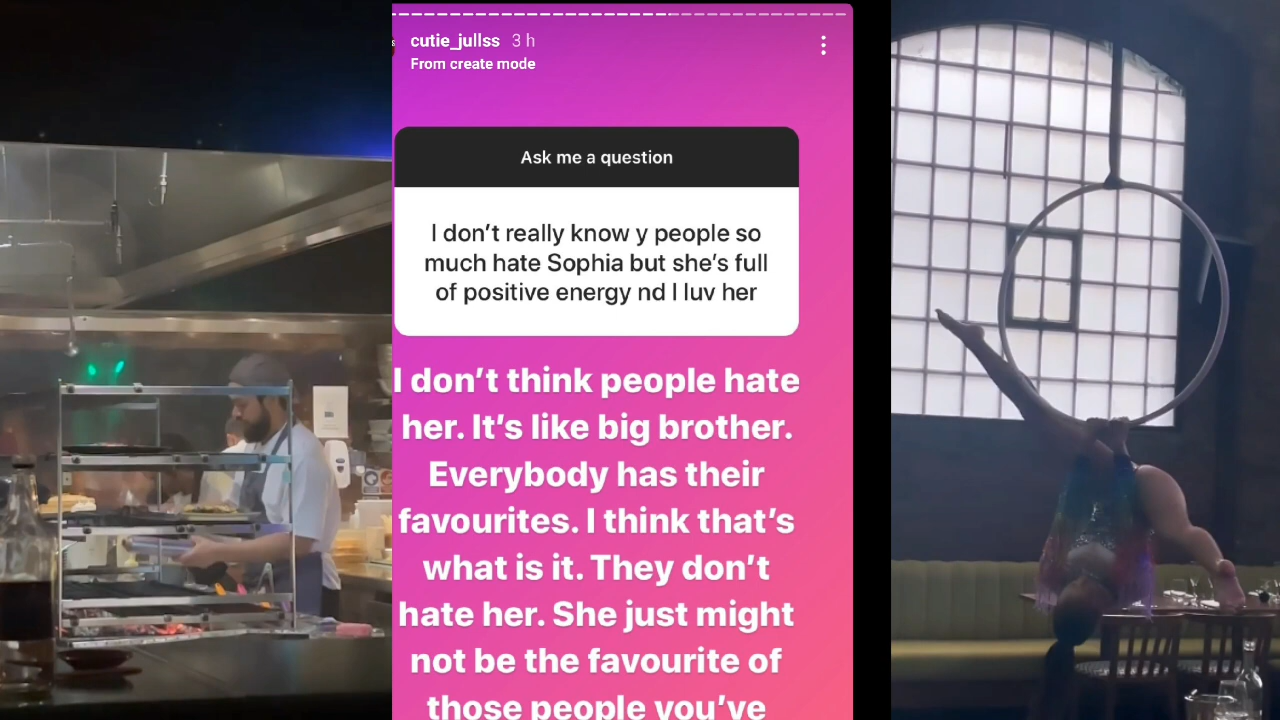 cutie_jullss 3 h
From create mode
Ask me a question
I don't really know y people so
much hate Sophia but she's full
of positive energy nd I luv her
I don't think people hate
her. It's like big brother.
Everybody has their
favourites. I think that's
what is it. They don't
hate her. She just might
not be the favourite of
those people you've